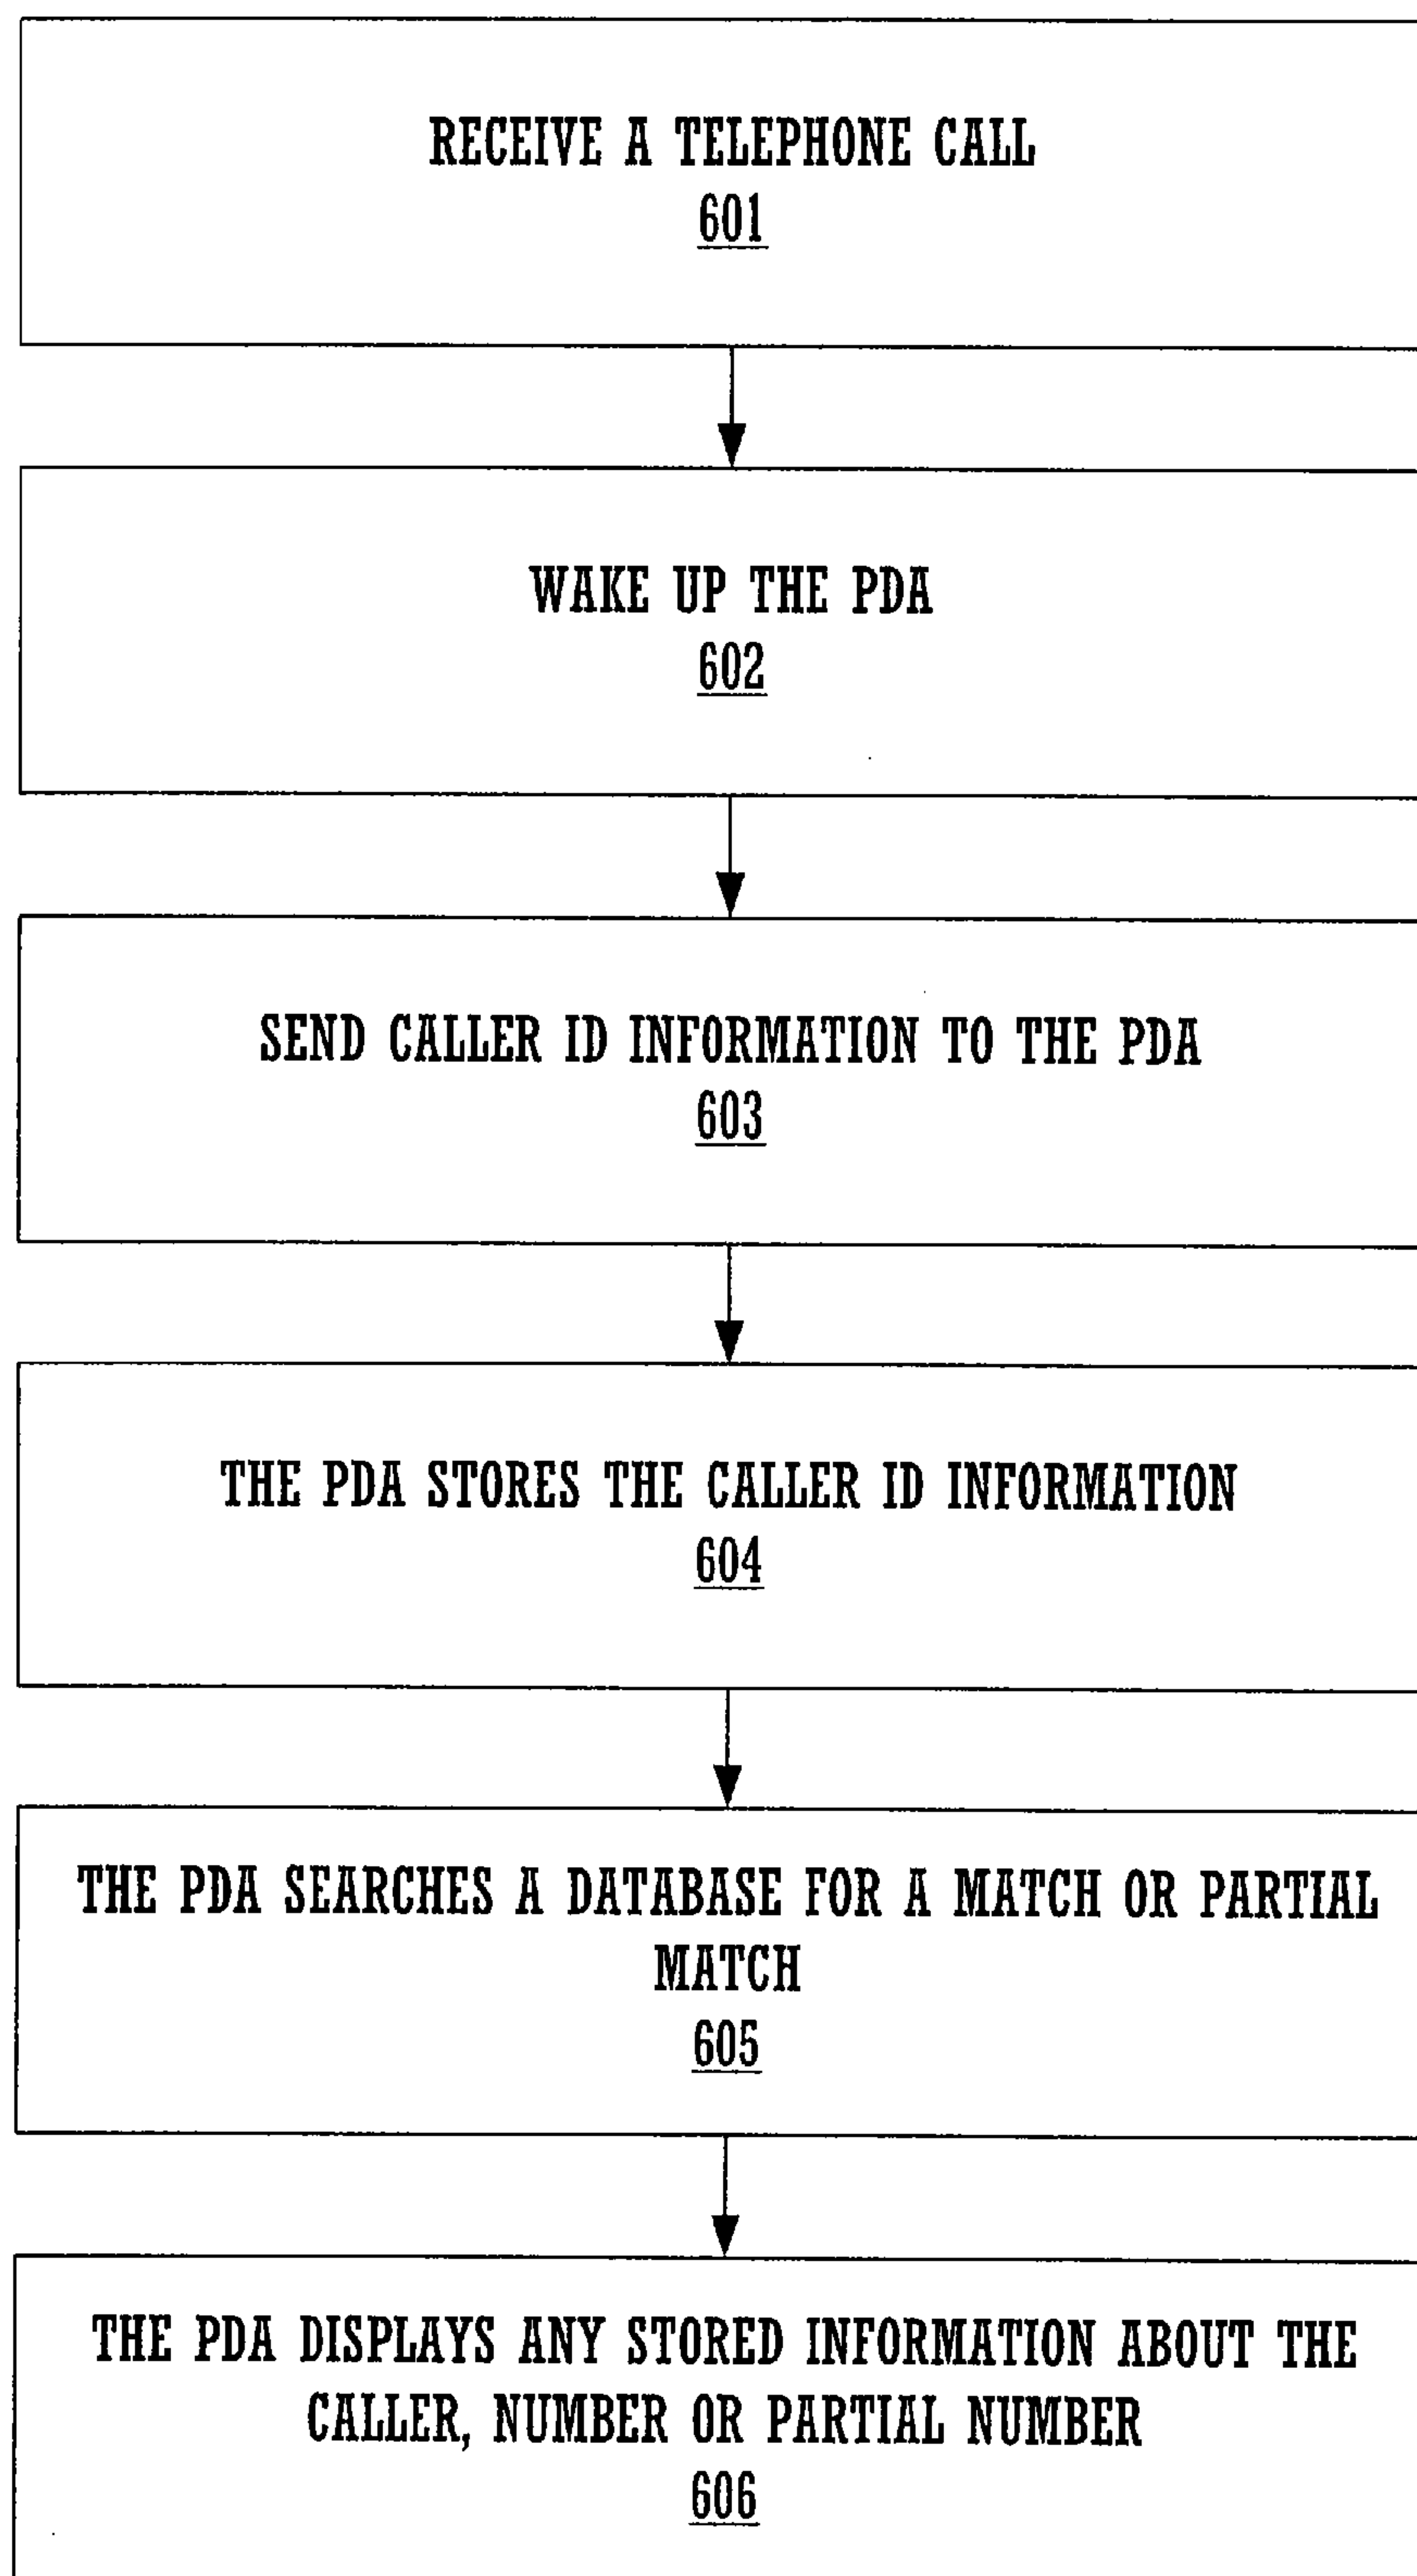 RECEIVE A TELEPHONE CALL
601
WAKE UP THE PDA
602
SEND CALLER ID INFORMATION TO THE PDA
603
THE PDA STORES THE CALLER ID INFORMATION
604
THE PDA SEARCHES A DATABASE FOR A MATCH OR PARTIAL
MATCH
605
THE PDA DISPLAYS ANY STORED INFORMATION ABOUT THE
CALLER, NUMBER OR PARTIAL NUMBER
606